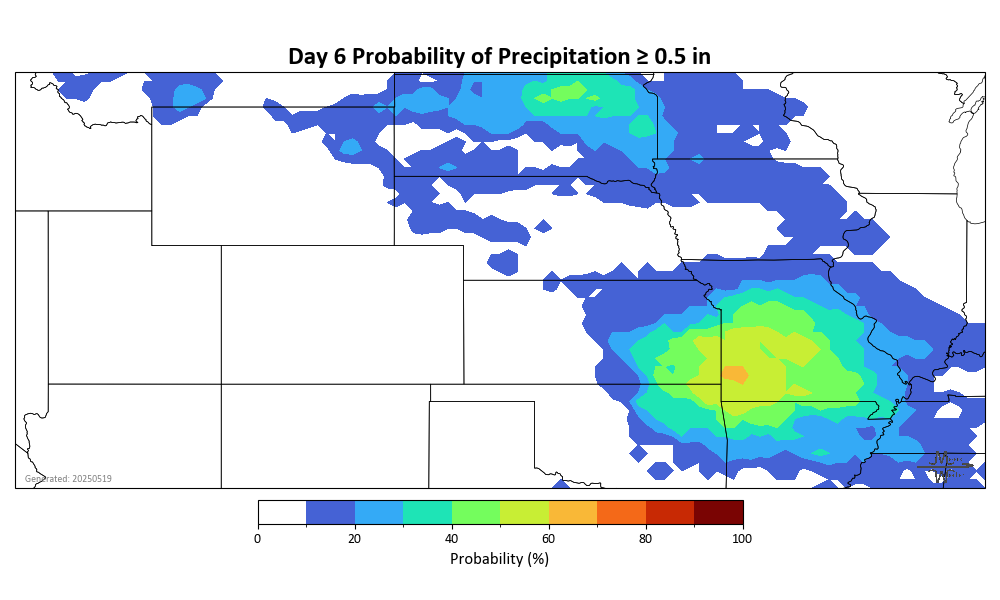 Day 6 Probability of Precipitation ≥ 0.5 in
Generated: 20250519
0 20 40 60 80 100
Probability (%)